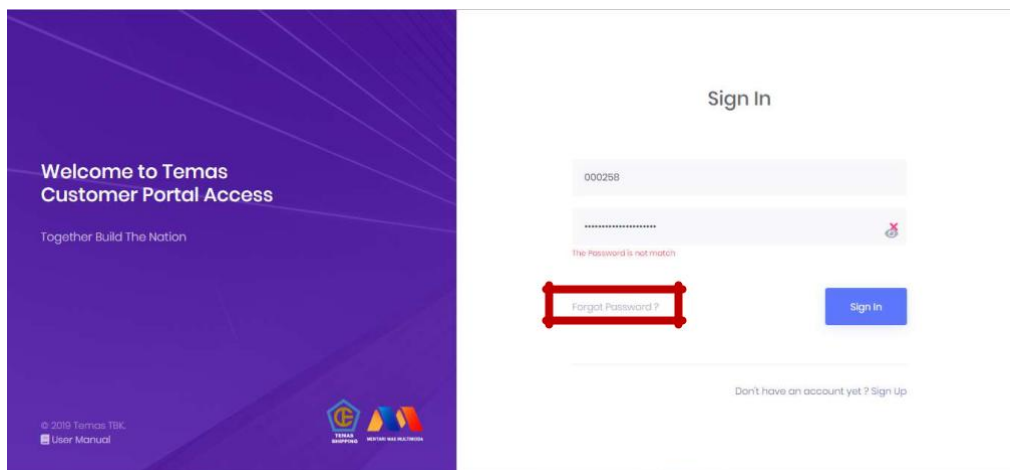 Welcome to Temas
Customer Portal Access
Together Build The Nation
© 2019 Temas TBK.
User Manual
TEMAS
SHIPPING
MENTARI MAS MULTIMODA
Sign In
000258
The Password is not match
Forgot Password ?
Sign In
Don't have an account yet ? Sign Up